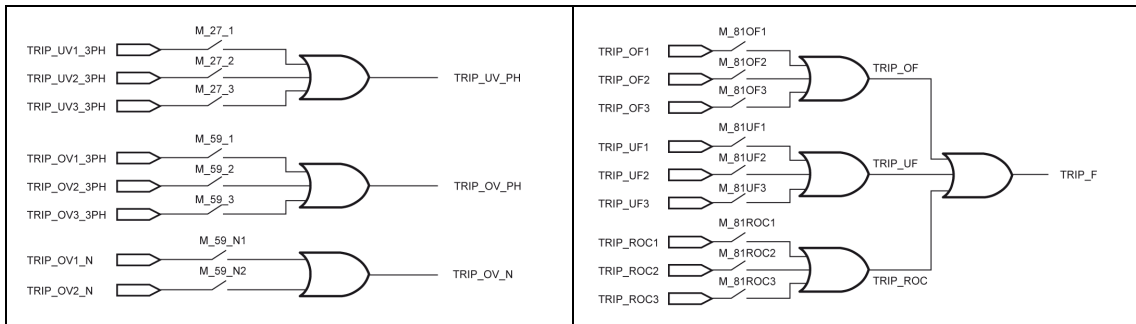 M_27_1
TRIP_UV1_3PH
M_27_2
TRIP_UV2_3PH
TRIP_UV_PH
M_27_3
TRIP_UV3_3PH
M_59_1
TRIP_OV1_3PH
M_59_2
TRIP_OV2_3PH
TRIP_OV_PH
M_59_3
TRIP_OV3_3PH
M_59_N1
TRIP_OV1_N
M_59_N2
TRIP_OV_N
TRIP_OV2_N
M_81OF1
TRIP_OF1
M_81OF2
TRIP_OF
TRIP_OF2
M_81OF3
TRIP_OF3
M_81UF1
TRIP_UF1
M_81UF2
TRIP_UF
TRIP_UF2
TRIP_F
M_81UF3
TRIP_UF3
M_81ROC1
TRIP_ROC1
M_81ROC2
TRIP_ROC2
TRIP_ROC
M_81ROC3
TRIP_ROC3